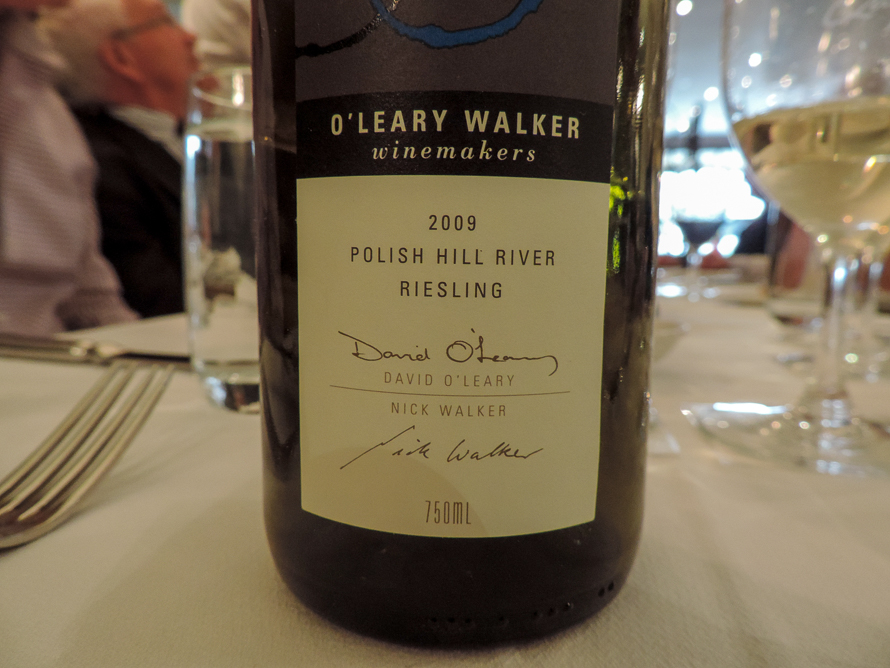 O'LEARY WALKER
winemakers
2009
POLISH HILL RIVER
RIESLING
David O'Leary
DAVID O'LEARY
NICK WALKER
Nick Walker
750ML